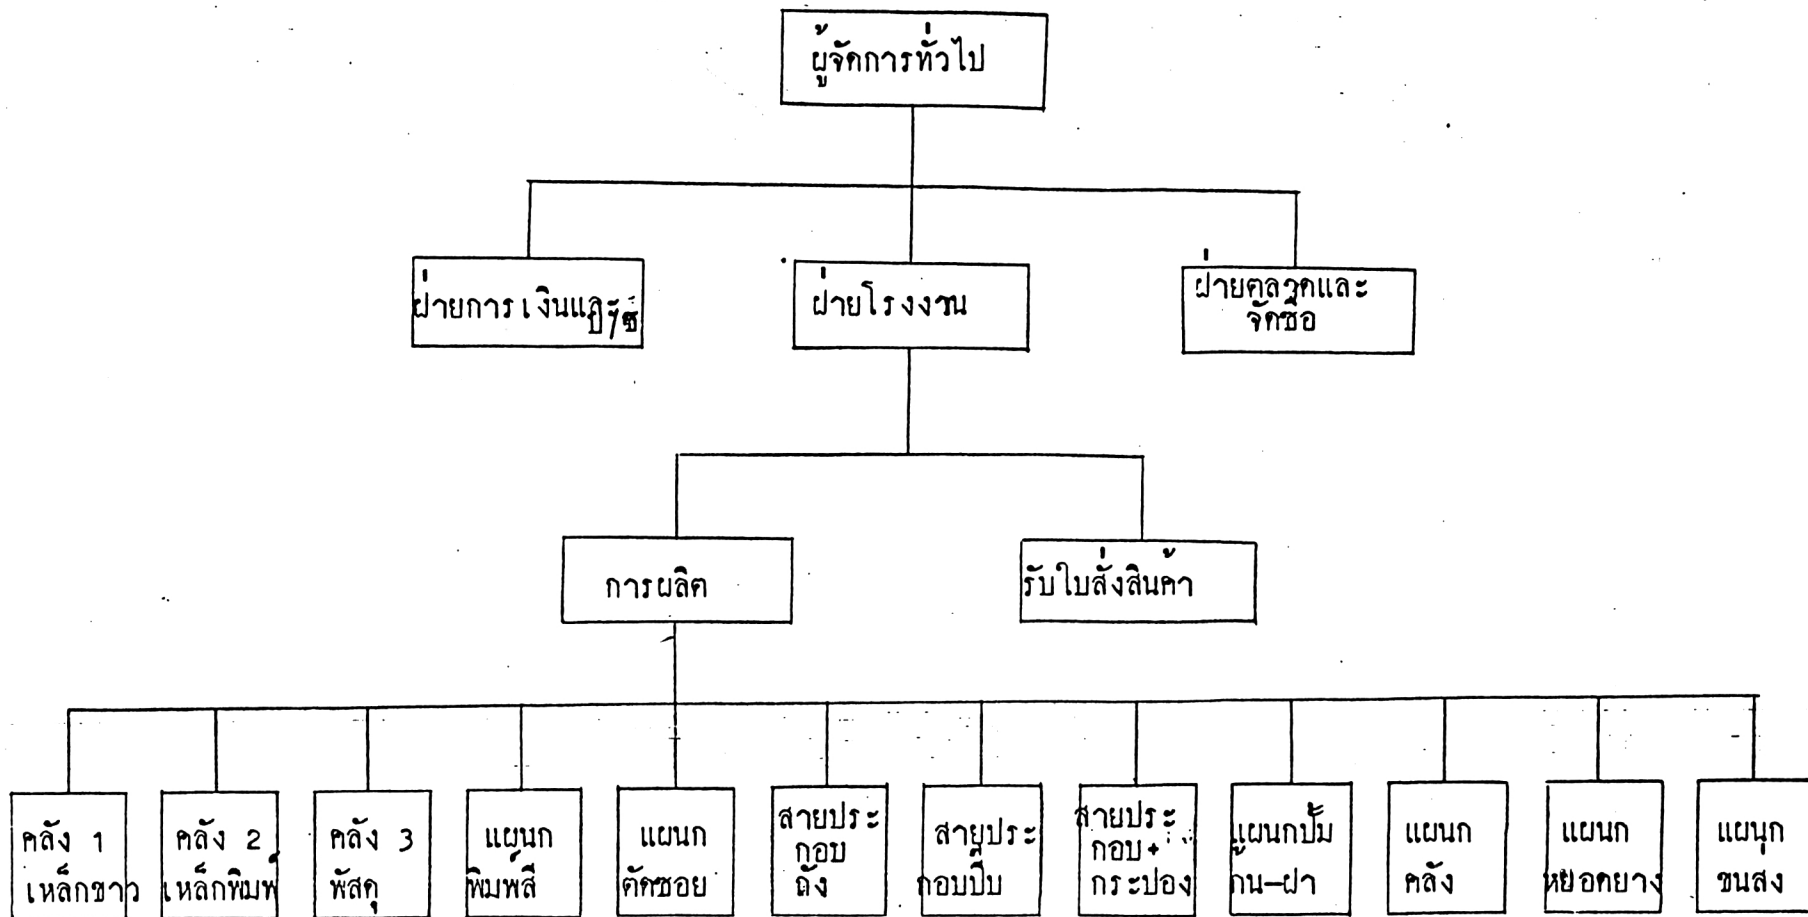 ผู้จัดการทั่วไป
ฝ่ายการเงินและ
บ/ช
ฝ่ายโรงงาน
ฝ่ายตลาดและ
จัดซื้อ
การผลิต
รับใบสั่งสินค้า
คลัง 1
เหล็กขาว
คลัง 2
เหล็กพิมพ์
คลัง 3
พัสดุ
แผนก
พิมพ์สี
แผนก
ตัดซอย
สายประ
กอบ
ถัง
สายประ
กอบปี๊บ
สายประ
กอบ
กระป๋อง
แผนกปั้ม
ก้น-ฝา
แผนก
คลัง
แผนก
หยอดยาง
แผนก
ขนส่ง